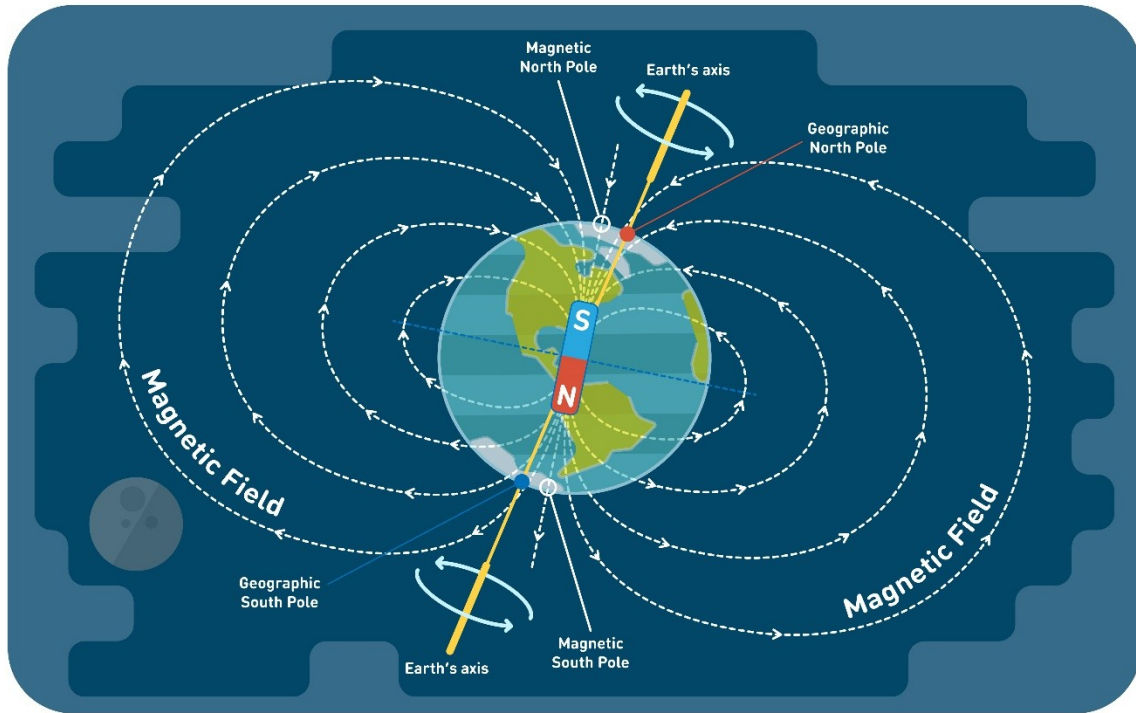 Magnetic
North Pole
Earth's axis
Geographic
North Pole
S
N
Magnetic Field
Magnetic Field
Geographic
South Pole
Magnetic
South Pole
Earth's axis